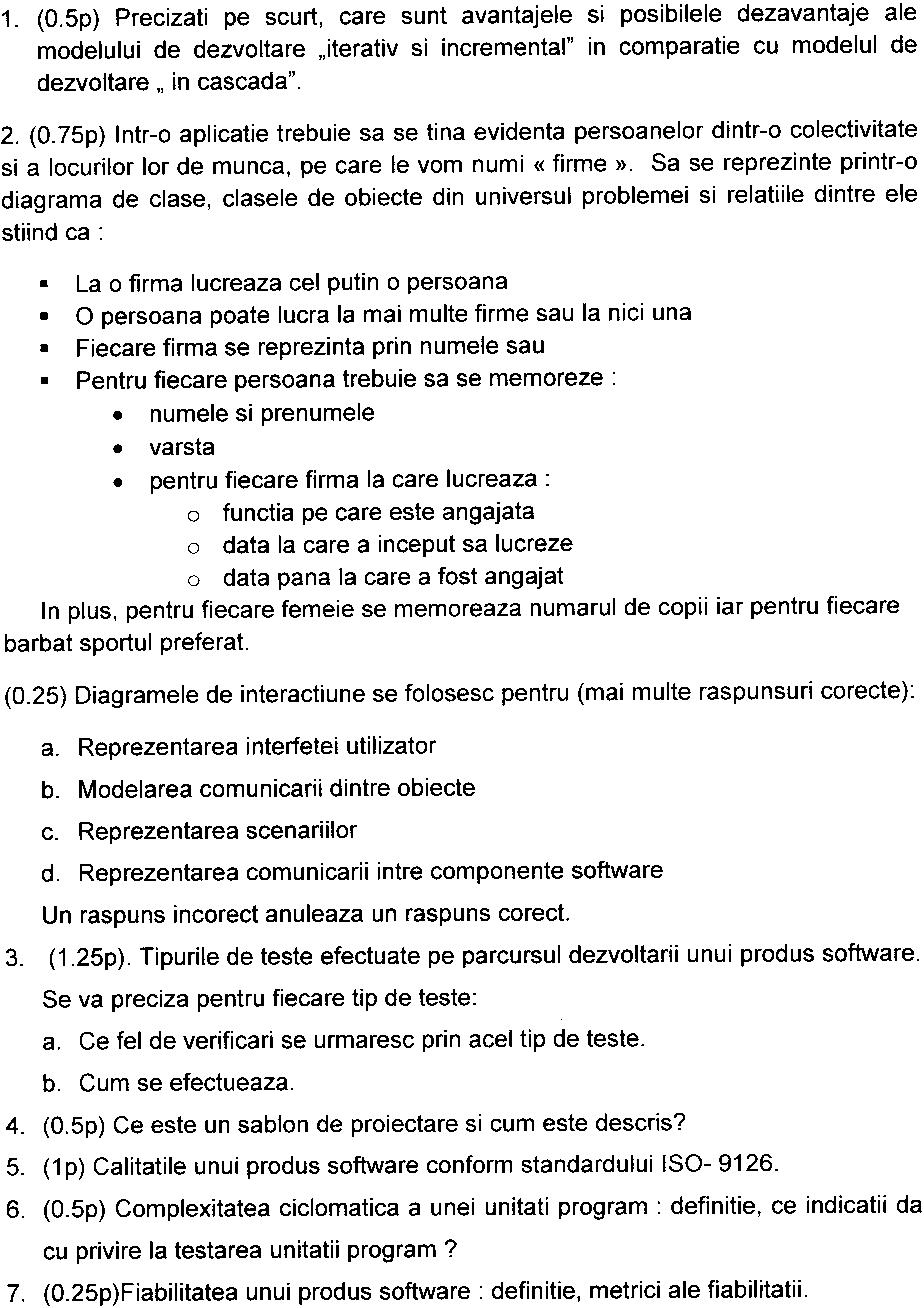 1. (0.5p) Precizati pe scurt, care sunt avantajele si posibilele dezavantaje ale
modelului de dezvoltare „iterativ si incremental” in comparatie cu modelul de
dezvoltare „ in cascada”.
2. (0.75p) Intr-o aplicatie trebuie sa se tina evidenta persoanelor dintr-o colectivitate
si a locurilor lor de munca, pe care le vom numi « firme ». Sa se reprezinte printr-o
diagrama de clase, clasele de obiecte din universul problemei si relatiile dintre ele
stiind ca :
▪ La o firma lucreaza cel putin o persoana
▪ O persoana poate lucra la mai multe firme sau la nici una
▪ Fiecare firma se reprezinta prin numele sau
▪ Pentru fiecare persoana trebuie sa se memoreze :
• numele si prenumele
• varsta
• pentru fiecare firma la care lucreaza :
o functia pe care este angajata
o data la care a inceput sa lucreze
o data pana la care a fost angajat
In plus, pentru fiecare femeie se memoreaza numarul de copii iar pentru fiecare
barbat sportul preferat.
(0.25) Diagramele de interactiune se folosesc pentru (mai multe raspunsuri corecte):
a. Reprezentarea interfetei utilizator
b. Modelarea comunicarii dintre obiecte
c. Reprezentarea scenariilor
d. Reprezentarea comunicarii intre componente software
Un raspuns incorect anuleaza un raspuns corect.
3. (1.25p). Tipurile de teste efectuate pe parcursul dezvoltarii unui produs software.
Se va preciza pentru fiecare tip de teste:
a. Ce fel de verificari se urmaresc prin acel tip de teste.
b. Cum se efectueaza.
4. (0.5p) Ce este un sablon de proiectare si cum este descris?
5. (1p) Calitatile unui produs software conform standardului ISO- 9126.
6. (0.5p) Complexitatea ciclomatica a unei unitati program : definitie, ce indicatii da
cu privire la testarea unitatii program ?
7. (0.25p)Fiabilitatea unui produs software : definitie, metrici ale fiabilitatii.